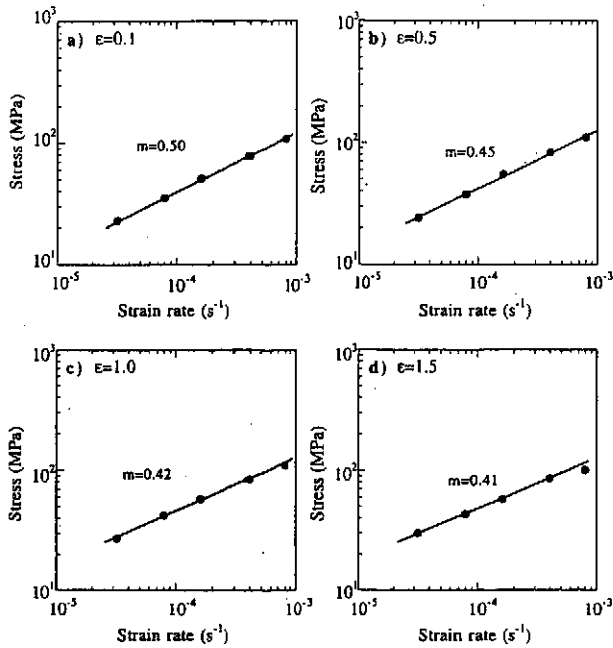 a) ε=0.1
10³
10²
10¹
Stress (MPa)
m=0.50
10⁻⁵ 10⁻⁴ 10⁻³
Strain rate (s⁻¹)
b) ε=0.5
10³
10²
10¹
Stress (MPa)
m=0.45
10⁻⁵ 10⁻⁴ 10⁻³
Strain rate (s⁻¹)
c) ε=1.0
10³
10²
10¹
Stress (MPa)
m=0.42
10⁻⁵ 10⁻⁴ 10⁻³
Strain rate (s⁻¹)
d) ε=1.5
10³
10²
10¹
Stress (MPa)
m=0.41
10⁻⁵ 10⁻⁴ 10⁻³
Strain rate (s⁻¹)